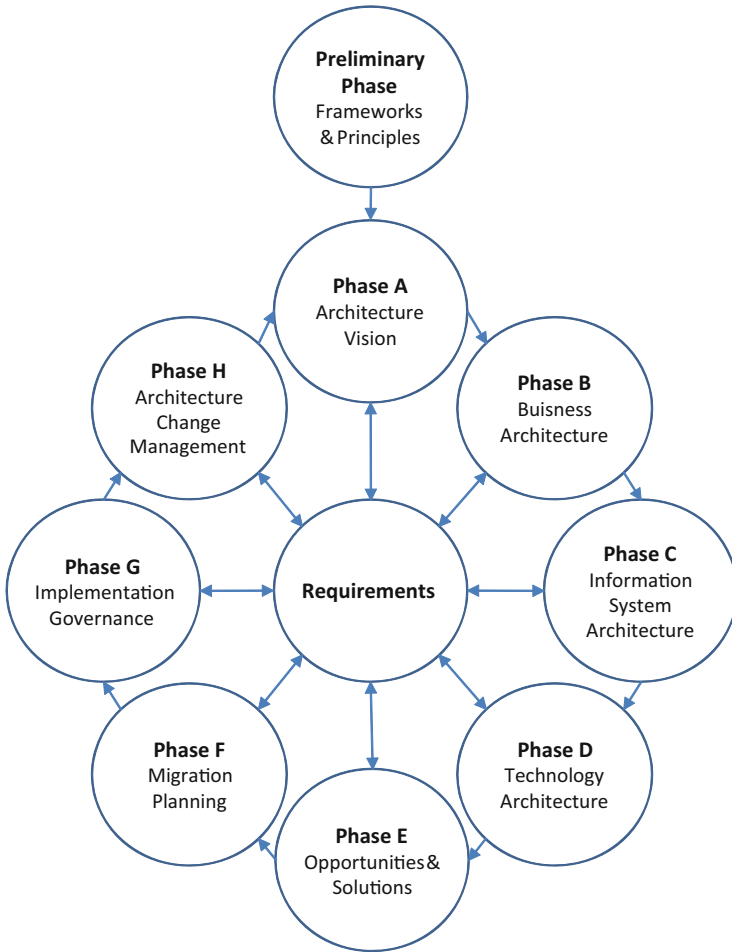 Preliminary
Phase
Frameworks
& Principles
Phase A
Architecture
Vision
Phase B
Buisness
Architecture
Phase C
Information
System
Architecture
Phase D
Technology
Architecture
Phase E
Opportunities&
Solutions
Phase F
Migration
Planning
Phase G
Implementation
Governance
Phase H
Architecture
Change
Management
Requirements